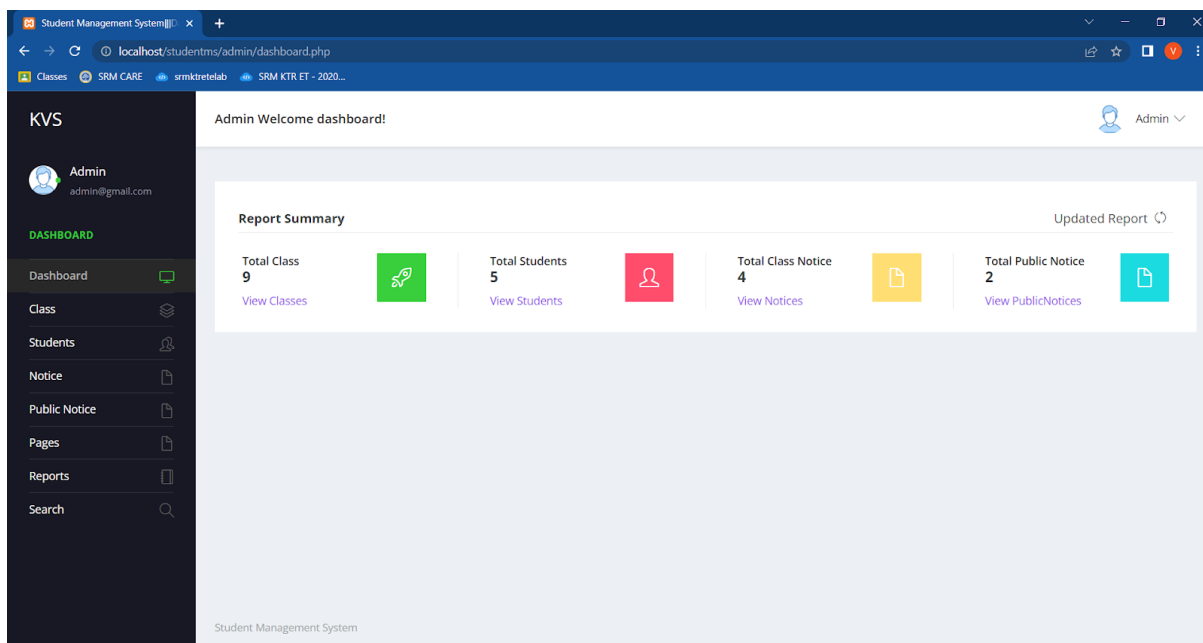 Student Management System|||D
localhost/studentms/admin/dashboard.php
V
Classes SRM CARE srmktretelab SRM KTR ET - 2020...
KVS
Admin Welcome dashboard!
Admin
Admin
admin@gmail.com
DASHBOARD
Dashboard
Class
Students
Notice
Public Notice
Pages
Reports
Search
Report Summary
Updated Report
Total Class
9
View Classes
Total Students
5
View Students
Total Class Notice
4
View Notices
Total Public Notice
2
View PublicNotices
Student Management System